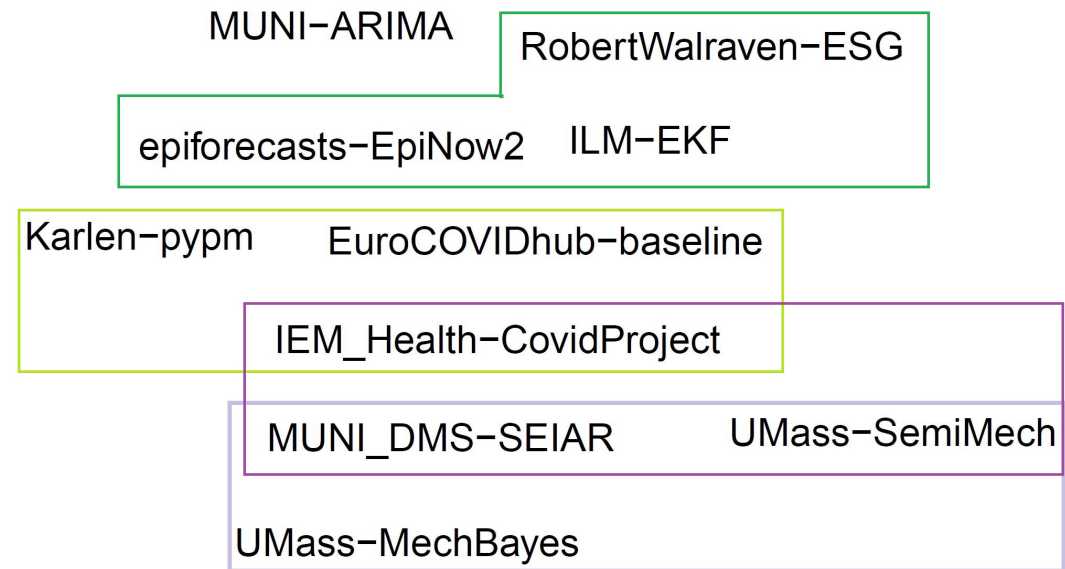 MUNI−ARIMA
RobertWalraven−ESG
epiforecasts−EpiNow2 ILM−EKF
Karlen−pypm EuroCOVIDhub−baseline
IEM_Health−CovidProject
MUNI_DMS−SEIAR UMass−SemiMech
UMass−MechBayes